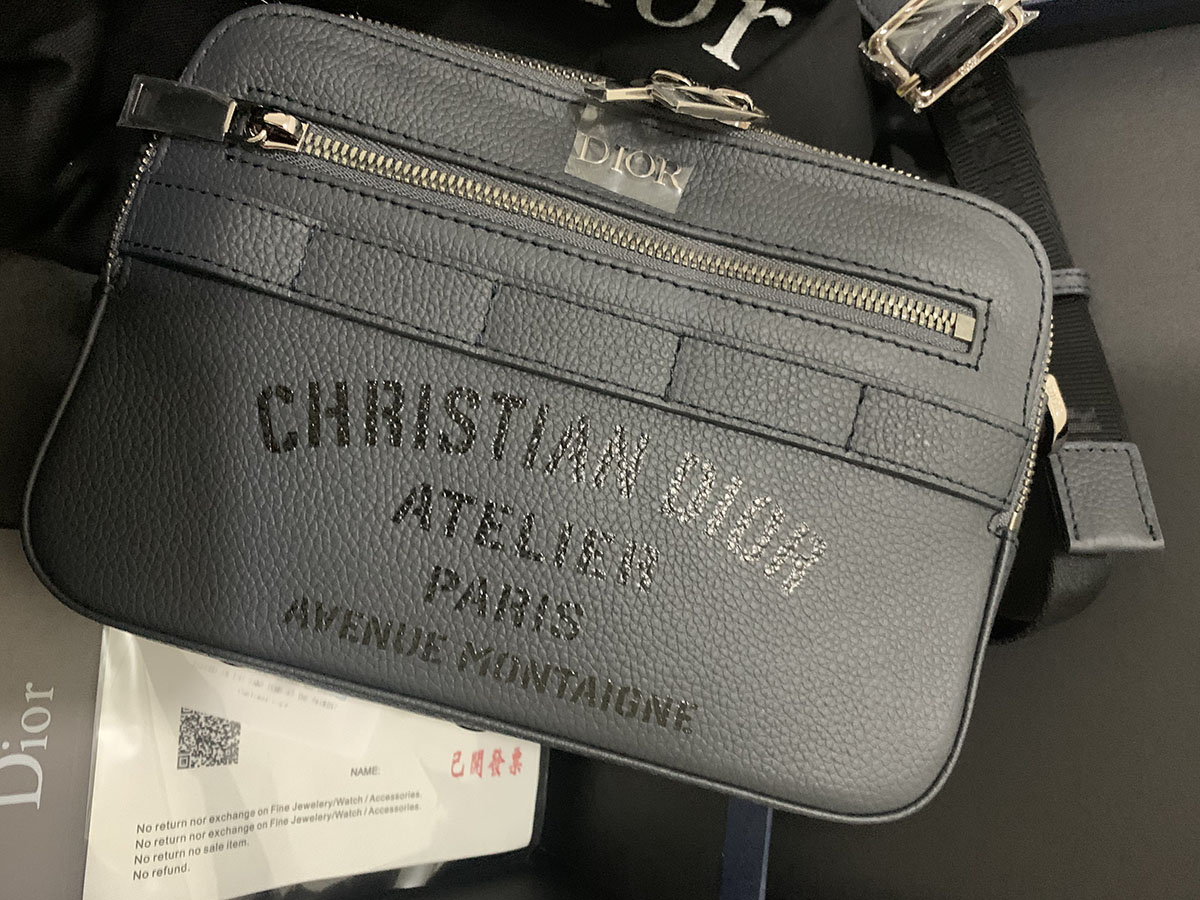 Dior
DIOR
CHRISTIAN DIOR
ATELIER
PARIS
AVENUE MONTAIGNE
Dior
NAME:
已開發票
No return nor exchange on Fine Jewelery/Watch / Accessories.
No return nor exchange on Fine Jewelery/Watch / Accessories.
No return no sale item.
No refund.